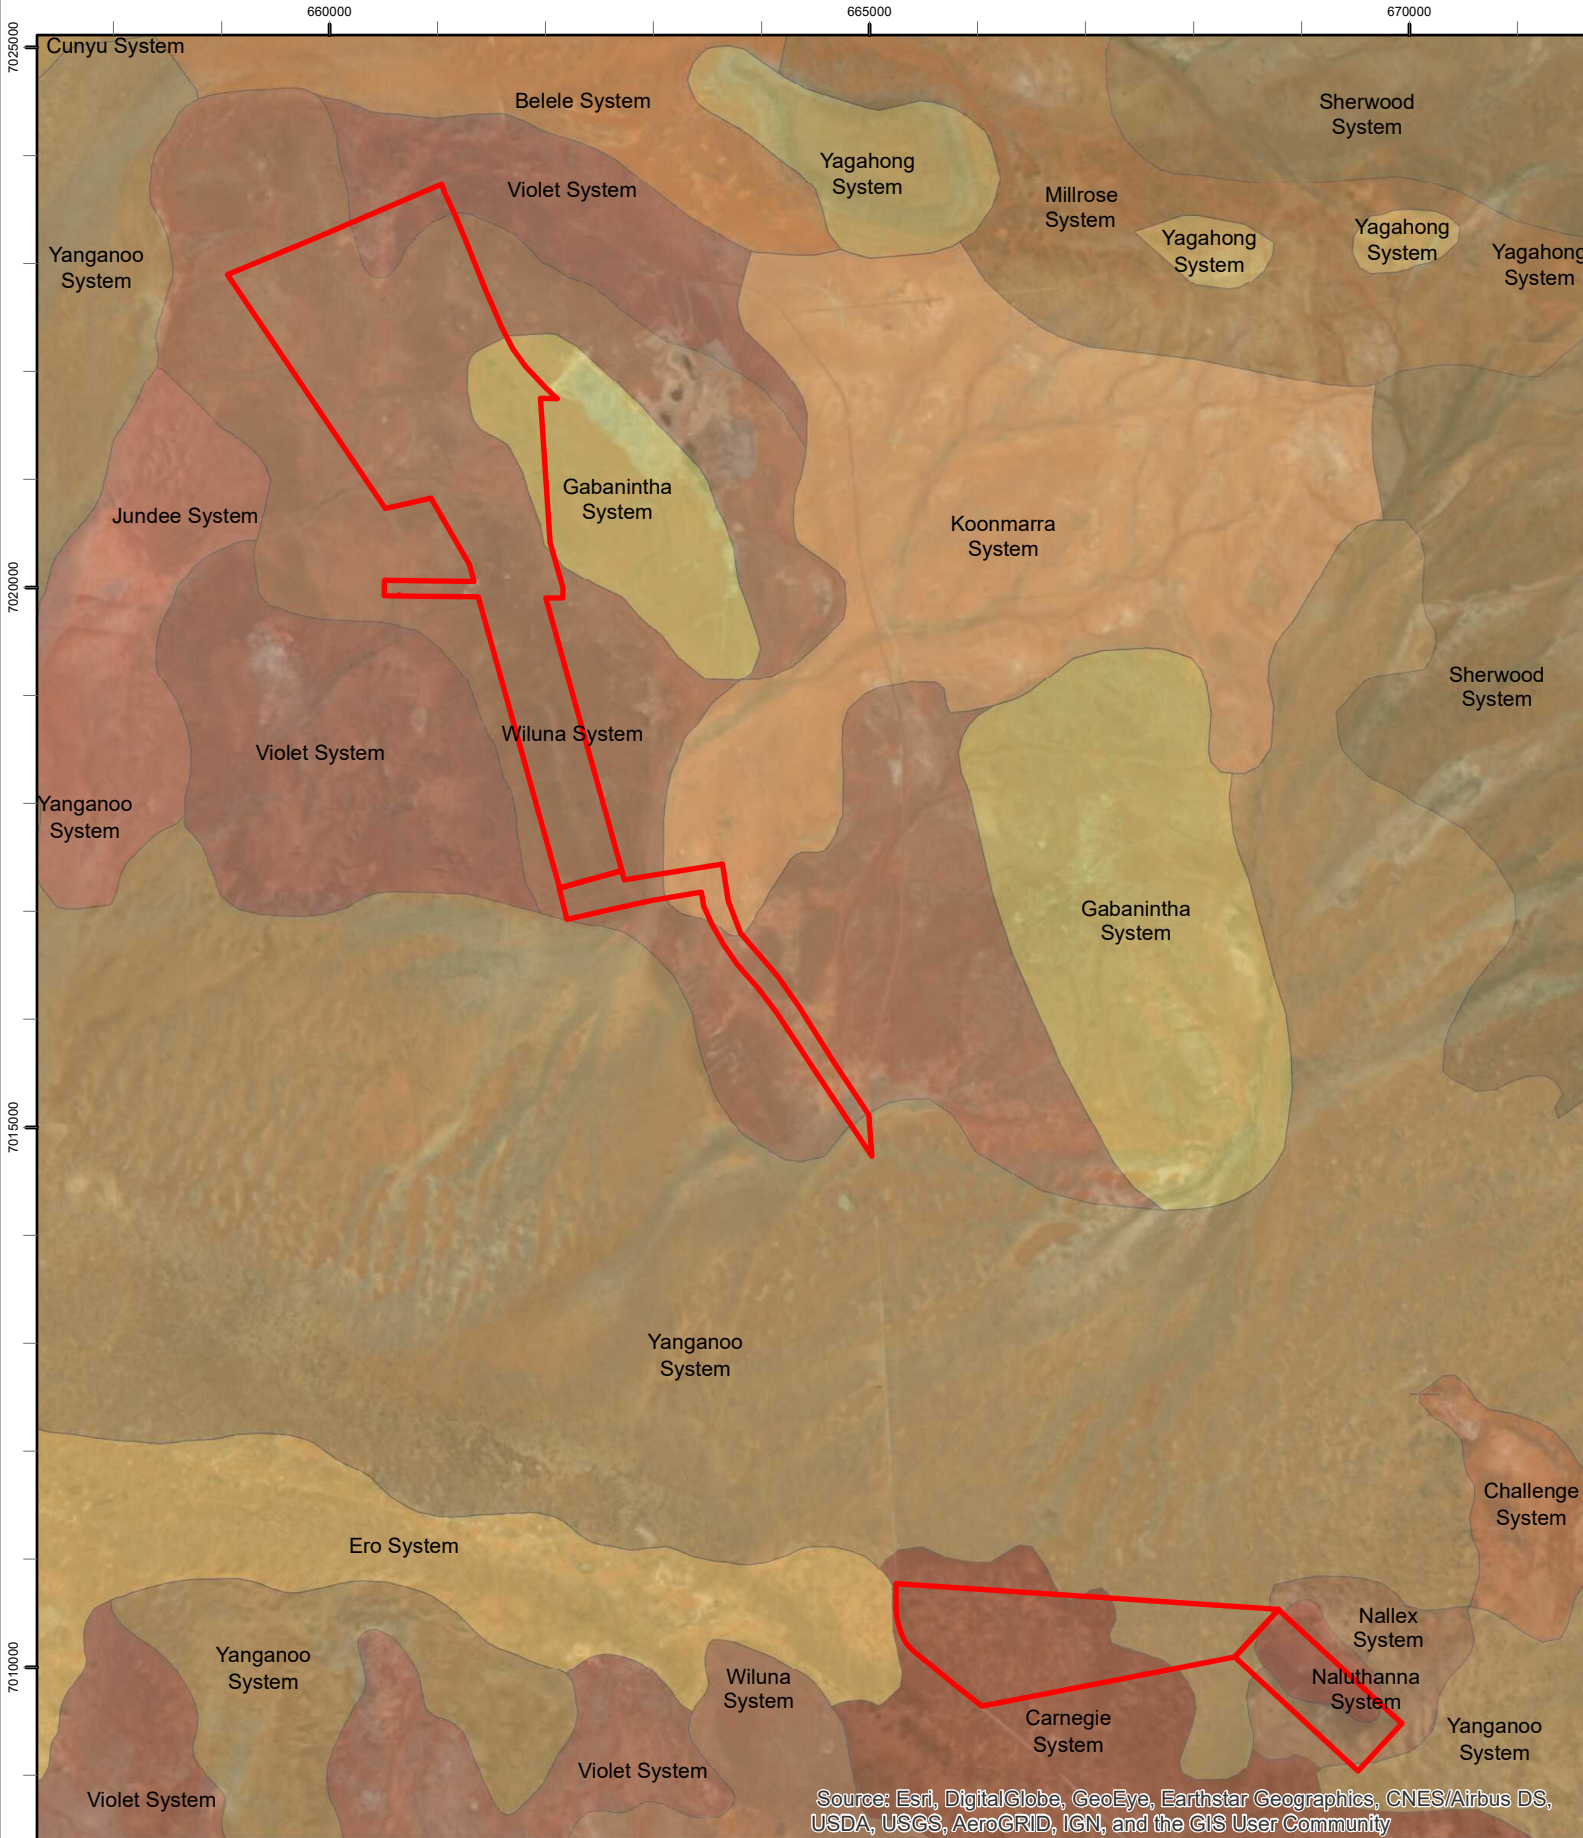 660000
665000
670000
7025000
7020000
7015000
7010000
Cunyu System
Belele System
Sherwood
System
Yagahong
System
Violet System
Millrose
System
Yagahong
System
Yagahong
System
Yagahong
System
Yanganoo
System
Gabanintha
System
Jundee System
Koonmarra
System
Sherwood
System
Wiluna System
Violet System
Yanganoo
System
Gabanintha
System
Yanganoo
System
Challenge
System
Ero System
Nallex
System
Yanganoo
System
Wiluna
System
Naluthanna
System
Carnegie
System
Yanganoo
System
Violet System
Violet System
Source: Esri, DigitalGlobe, GeoEye, Earthstar Geographics, CNES/Airbus DS,
USDA, USGS, AeroGRID, IGN, and the GIS User Community